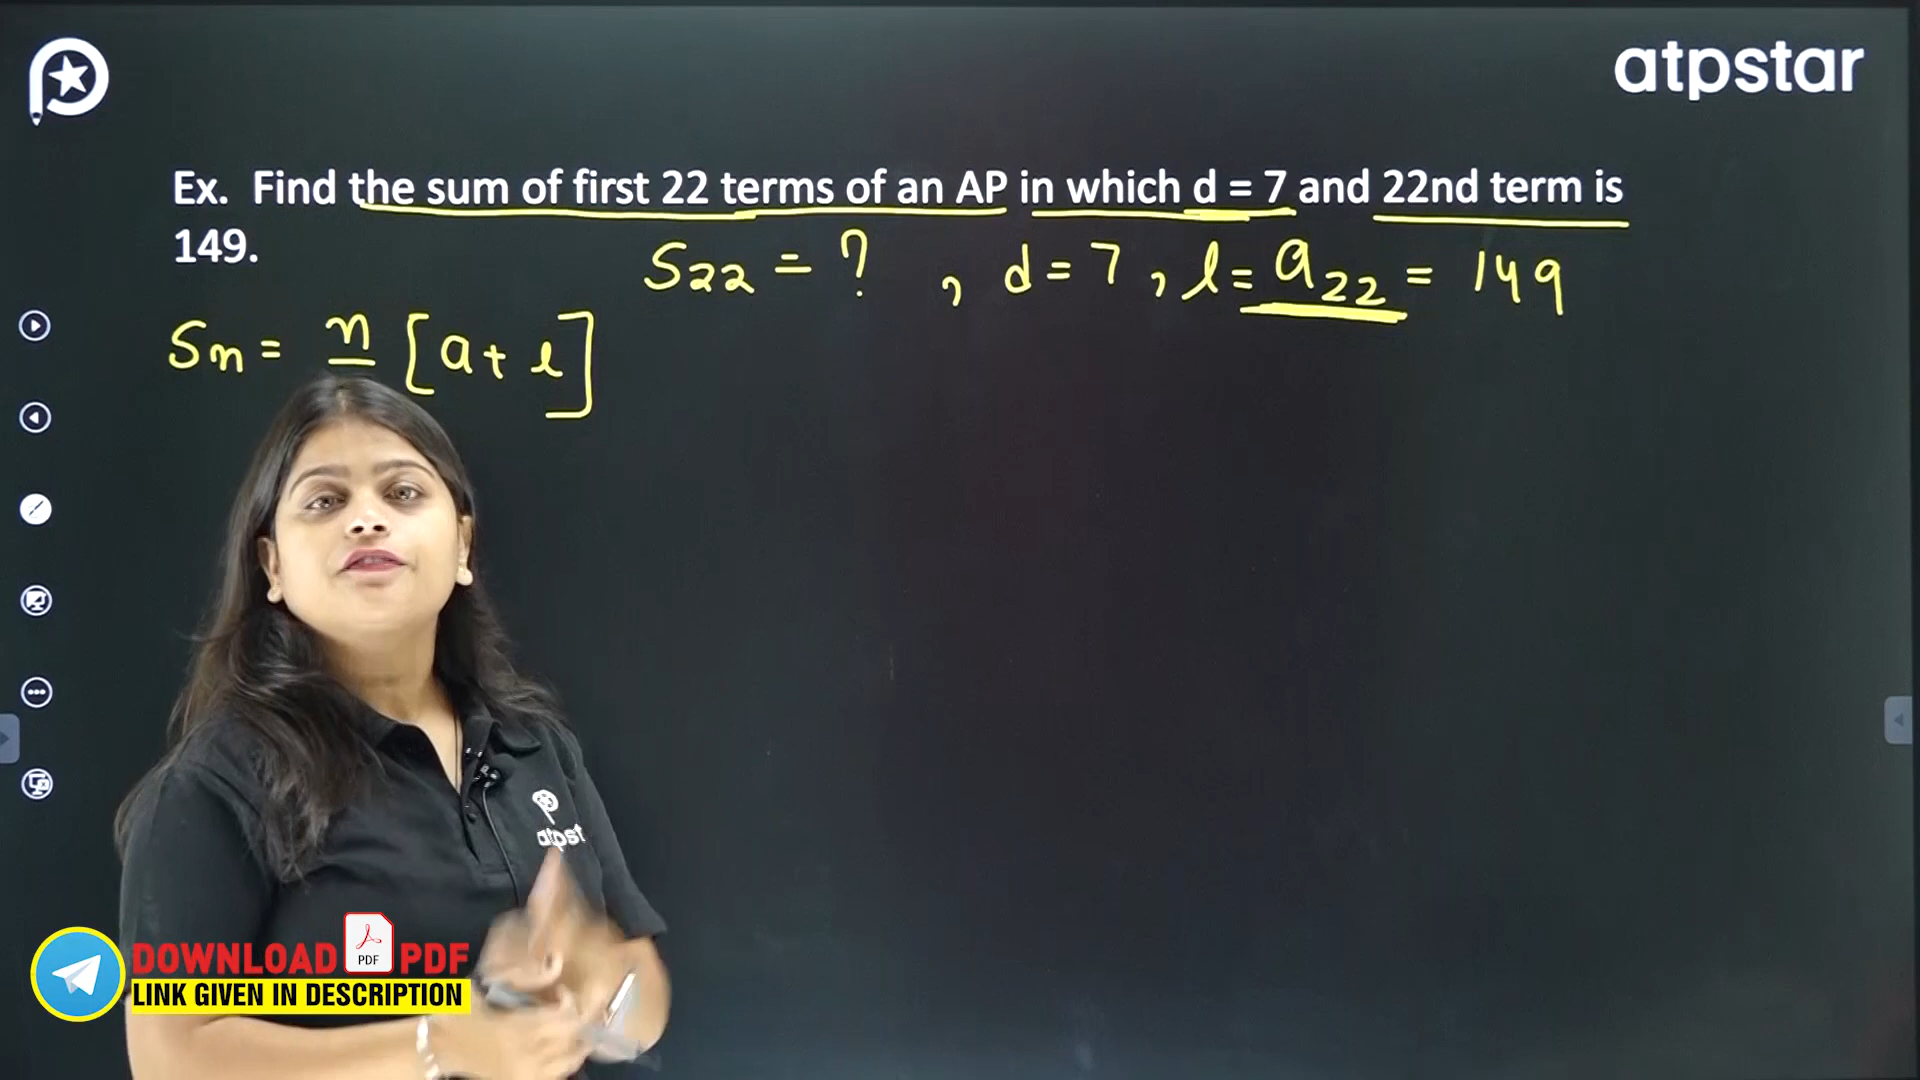 atpstar
Ex. Find the sum of first 22 terms of an AP in which d = 7 and 22nd term is
149.
S22 = ? , d = 7 , l = a22 = 149
Sn = n [a + l]
atpst
DOWNLOAD PDF PDF
LINK GIVEN IN DESCRIPTION